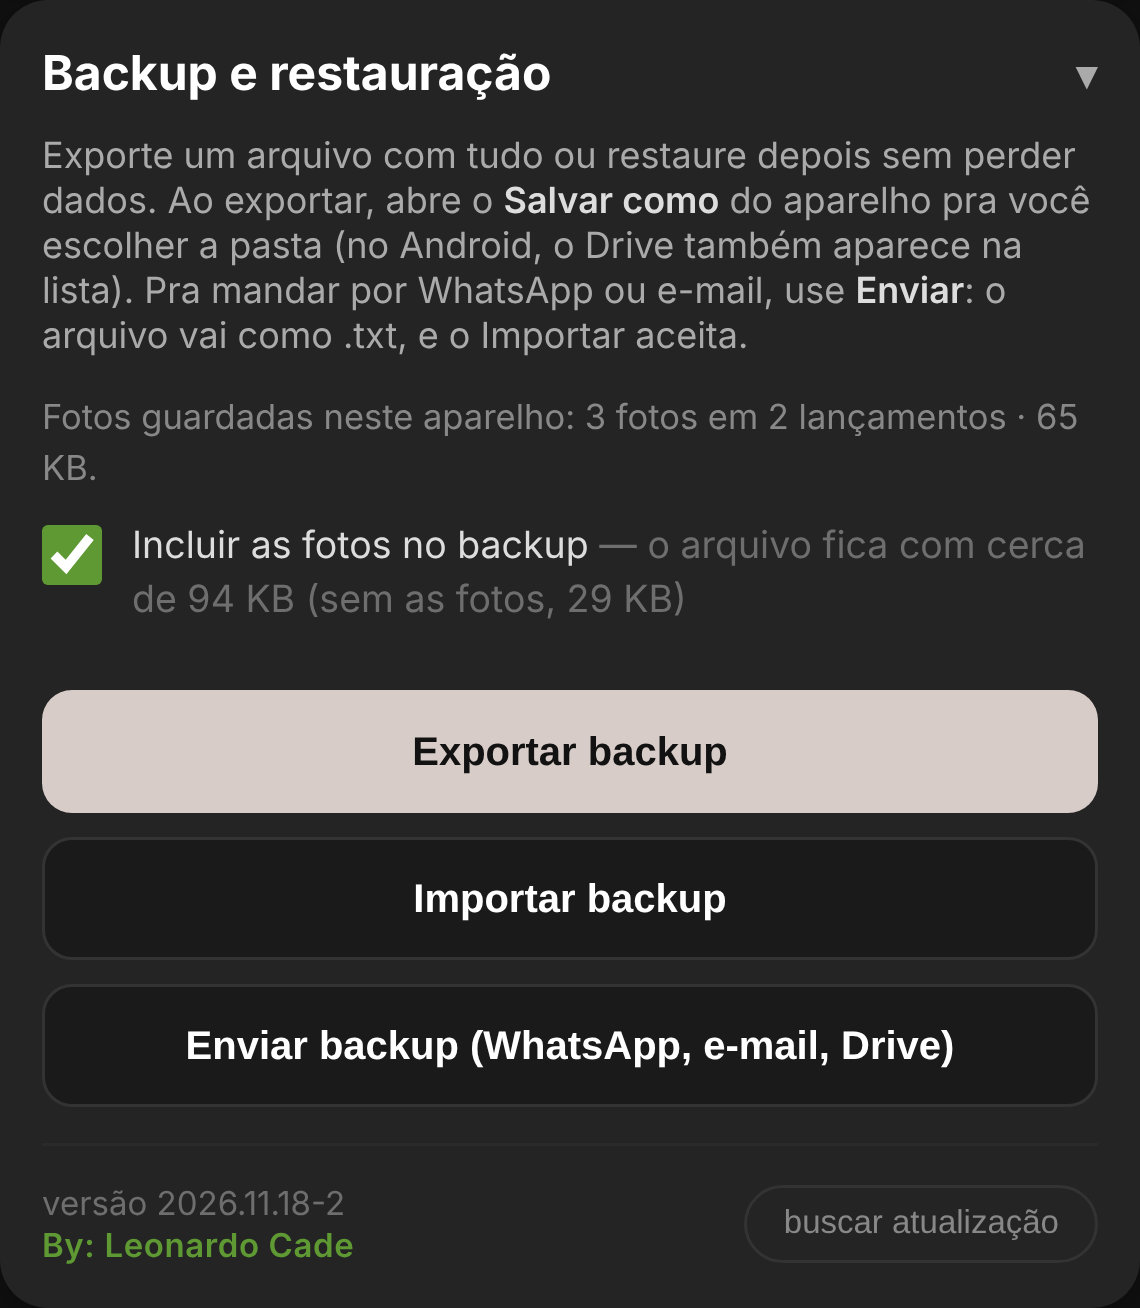 Backup e restauração
▼
Exporte um arquivo com tudo ou restaure depois sem perder
dados. Ao exportar, abre o Salvar como do aparelho pra você
escolher a pasta (no Android, o Drive também aparece na
lista). Pra mandar por WhatsApp ou e-mail, use Enviar: o
arquivo vai como .txt, e o Importar aceita.
Fotos guardadas neste aparelho: 3 fotos em 2 lançamentos · 65
KB.
Incluir as fotos no backup — o arquivo fica com cerca
de 94 KB (sem as fotos, 29 KB)
Exportar backup
Importar backup
Enviar backup (WhatsApp, e-mail, Drive)
versão 2026.11.18-2
By: Leonardo Cade
buscar atualização